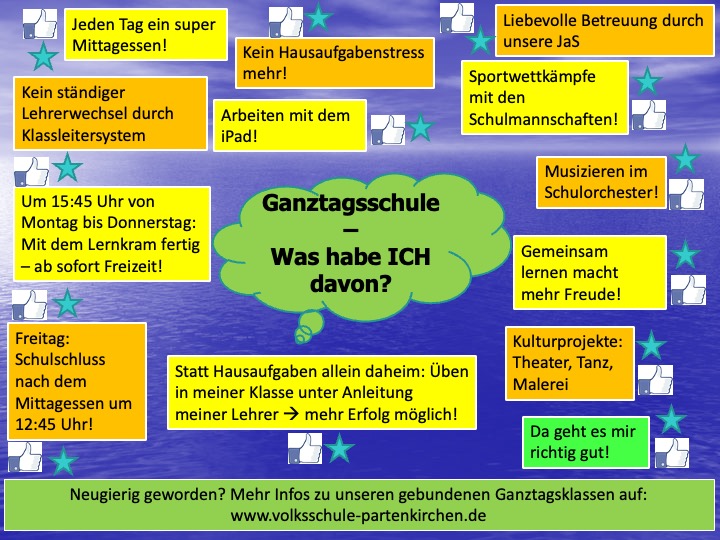 Jeden Tag ein super
Mittagessen!
Kein Hausaufgabenstress
mehr!
Liebevolle Betreuung durch
unsere JaS
Kein ständiger
Lehrerwechsel durch
Klassleitersystem
Arbeiten mit dem
iPad!
Sportwettkämpfe
mit den
Schulmannschaften!
Musizieren im
Schulorchester!
Um 15:45 Uhr von
Montag bis Donnerstag:
Mit dem Lernkram fertig
– ab sofort Freizeit!
Ganztagsschule
–
Was habe ICH
davon?
Gemeinsam
lernen macht
mehr Freude!
Freitag:
Schulschluss
nach dem
Mittagessen um
12:45 Uhr!
Statt Hausaufgaben allein daheim: Üben
in meiner Klasse unter Anleitung
meiner Lehrer → mehr Erfolg möglich!
Kulturprojekte:
Theater, Tanz,
Malerei
Da geht es mir
richtig gut!
Neugierig geworden? Mehr Infos zu unseren gebundenen Ganztagsklassen auf:
www.volksschule-partenkirchen.de